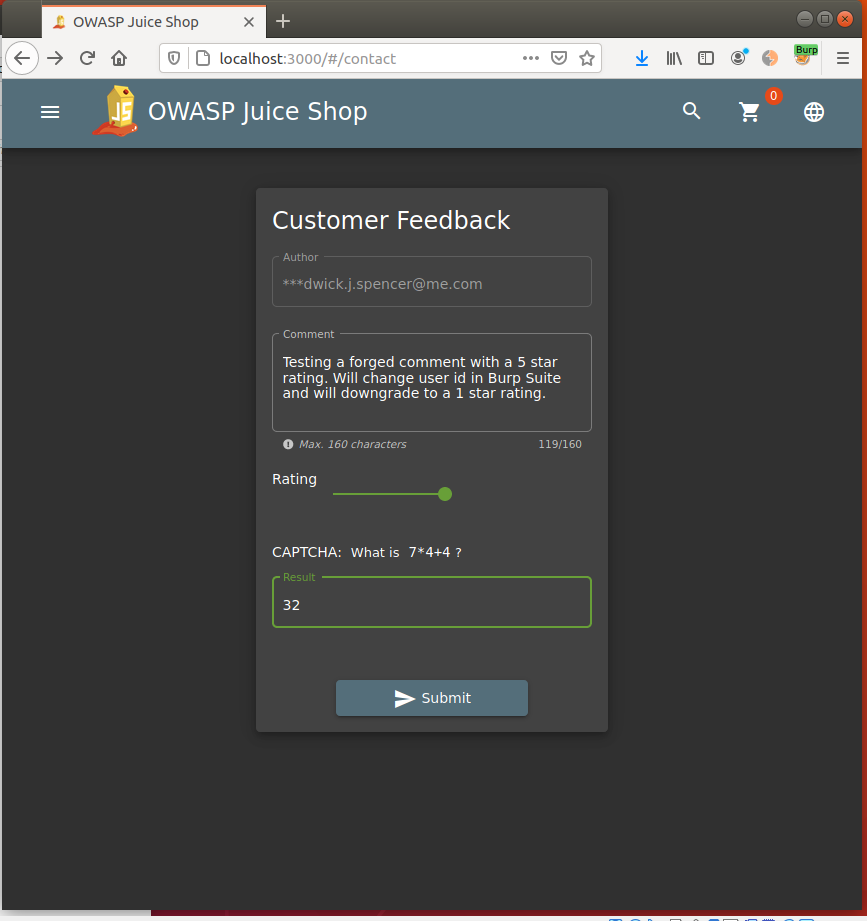 OWASP Juice Shop
localhost:3000/#/contact
Burp
JS
OWASP Juice Shop
0
Customer Feedback
Author
***dwick.j.spencer@me.com
Comment
Testing a forged comment with a 5 star
rating. Will change user id in Burp Suite
and will downgrade to a 1 star rating.
Max. 160 characters 119/160
Rating
CAPTCHA: What is 7*4+4 ?
Result
32
Submit